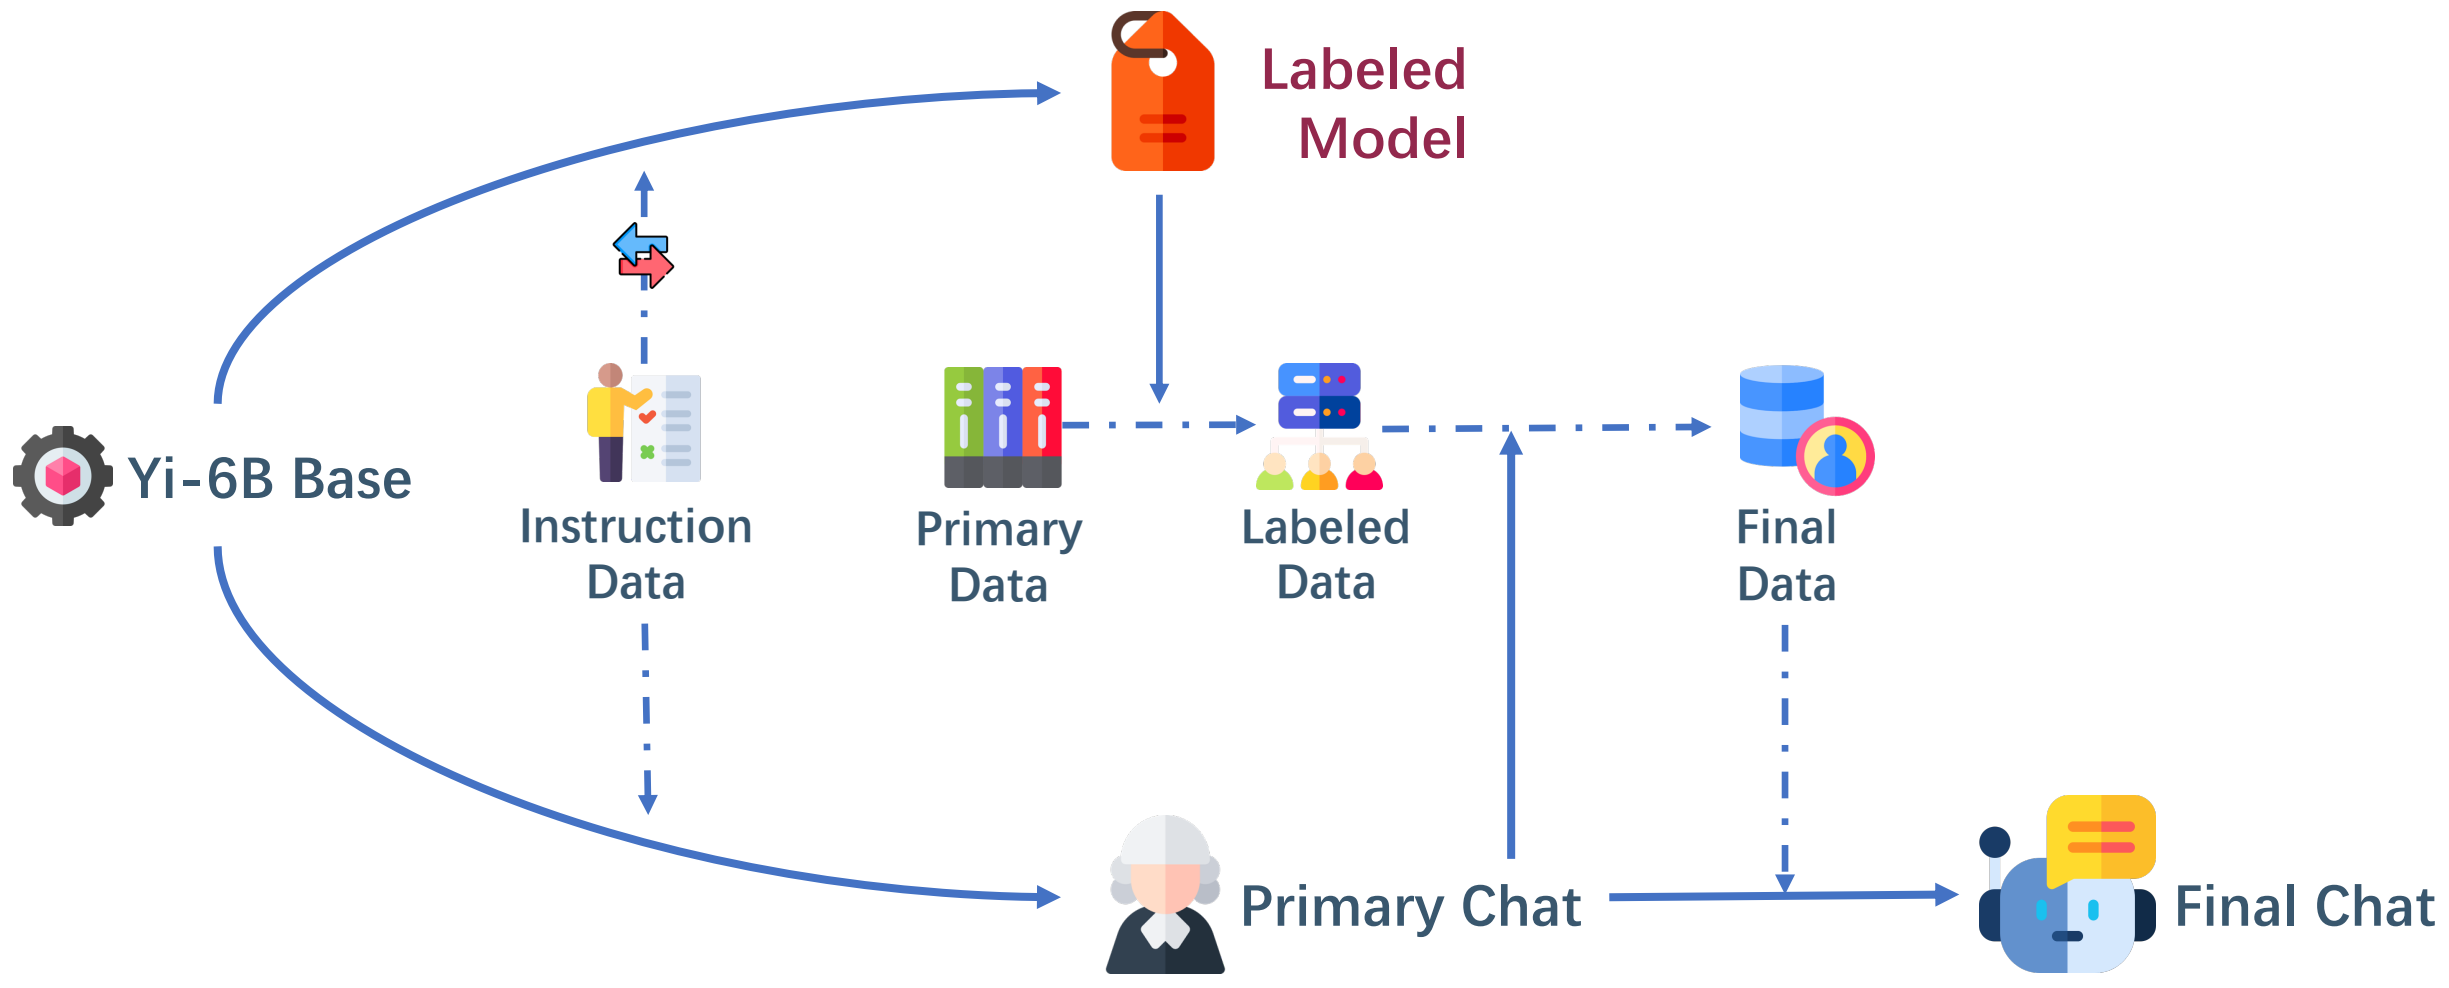 Labeled
Model
Yi-6B Base
Instruction
Data
Primary
Data
Labeled
Data
Final
Data
Primary Chat
Final Chat